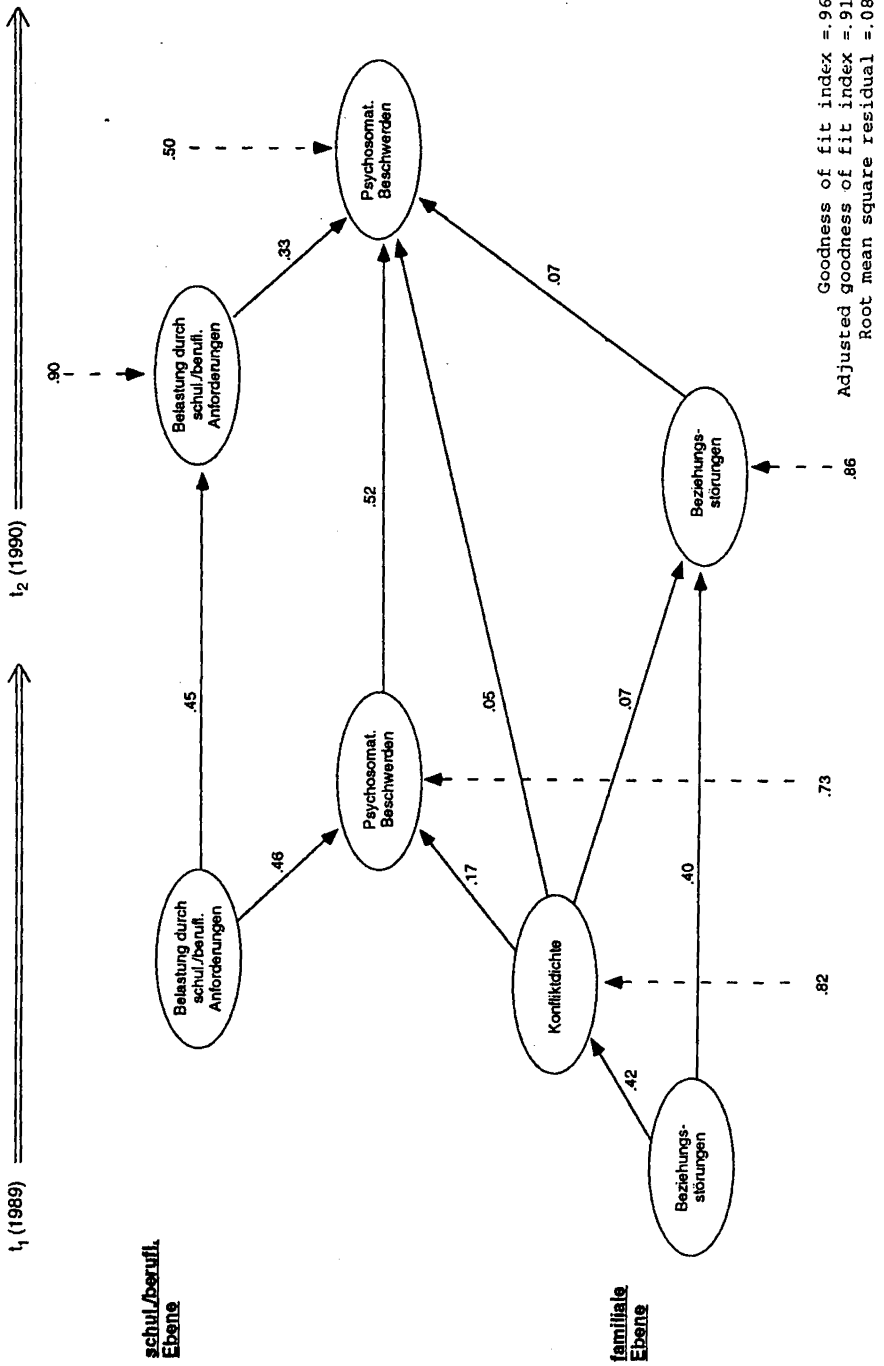 t₁ (1989)
t₂ (1990)
schul./berufl.
Ebene
Belastung durch
schul./berufl.
Anforderungen
.45
.90
Belastung durch
schul./berufl.
Anforderungen
.46
.33
.50
Psychosomat.
Beschwerden
.52
Psychosomat.
Beschwerden
.17
.05
Konfliktdichte
.07
.07
familiale
Ebene
.42
Beziehungs-
störungen
.40
Beziehungs-
störungen
.82
.73
.86
Goodness of fit index =.96
Adjusted goodness of fit index =.91
Root mean square residual =.08